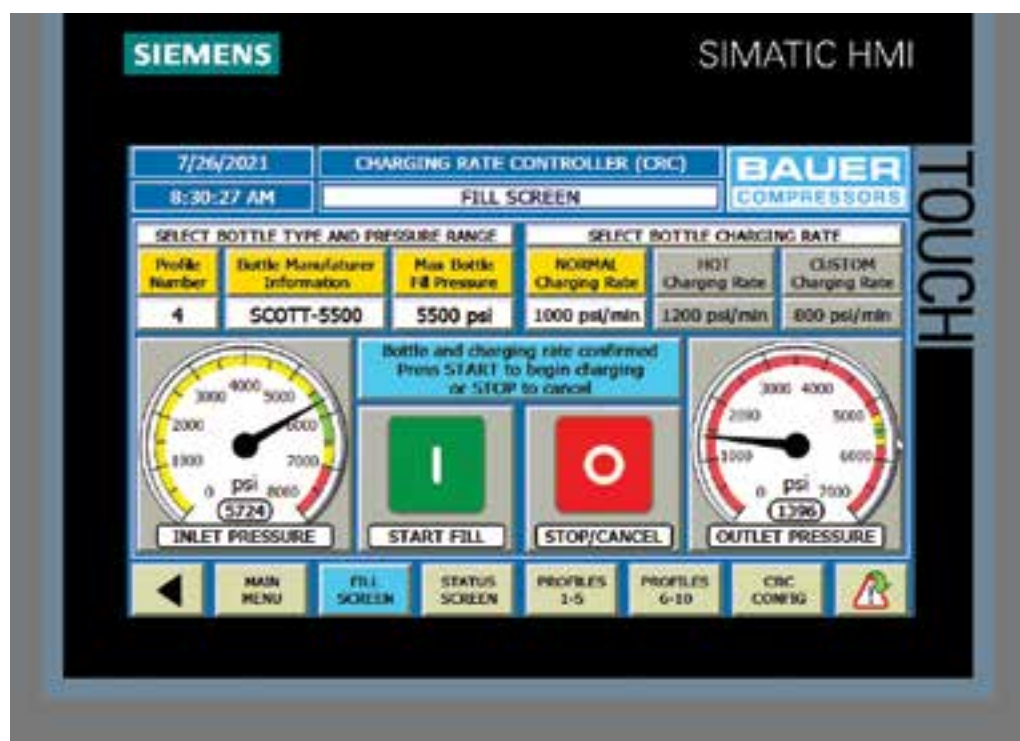 SIEMENS
SIMATIC HMI
TOUCH
7/26/2021
CHARGING RATE CONTROLLER (CRC)
BAUER
COMPRESSORS
8:30:27 AM
FILL SCREEN
SELECT BOTTLE TYPE AND PRESSURE RANGE
SELECT BOTTLE CHARGING RATE
Profile Number
Bottle Manufaturer Information
Max Bottle Fill Pressure
NORMAL Charging Rate
HOT Charging Rate
CUSTOM Charging Rate
4
SCOTT-5500
5500 psi
1000 psi/min
1200 psi/min
800 psi/min
Bottle and charging rate confirmed
Press START to begin charging
or STOP to cancel
0 1000 2000 3000 4000 5000 6000 7000 8000
psi
5724
INLET PRESSURE
I
START FILL
O
STOP/CANCEL
0 1000 2000 3000 4000 5000 6000 7000
psi
1396
OUTLET PRESSURE
MAIN MENU
FILL SCREEN
STATUS SCREEN
PROFILES 1-5
PROFILES 6-10
CRC CONFIG